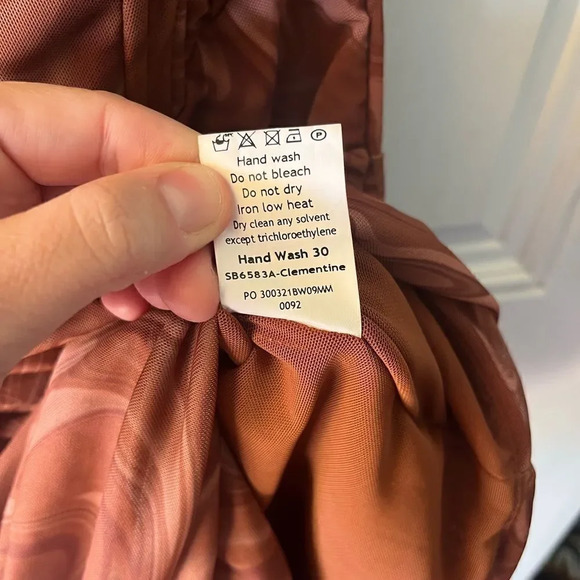 Hand wash
Do not bleach
Do not dry
Iron low heat
Dry clean any solvent
except trichloroethylene
Hand Wash 30
SB6583A-Clementine
PO 300321BW09MM
0092